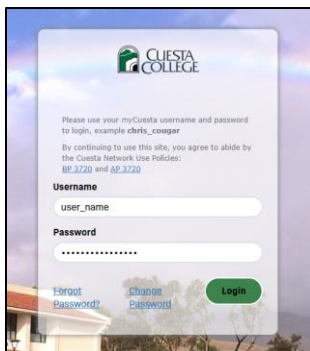 CUESTA
COLLEGE
Please use your myCuesta username and password
to login, example chris_cougar
By continuing to use this site, you agree to abide by
the Cuesta Network Use Policies:
BP 3720 and AP 3720
Username
user_name
Password
••••••••••••••••
Forgot Password?
Change Password
Login